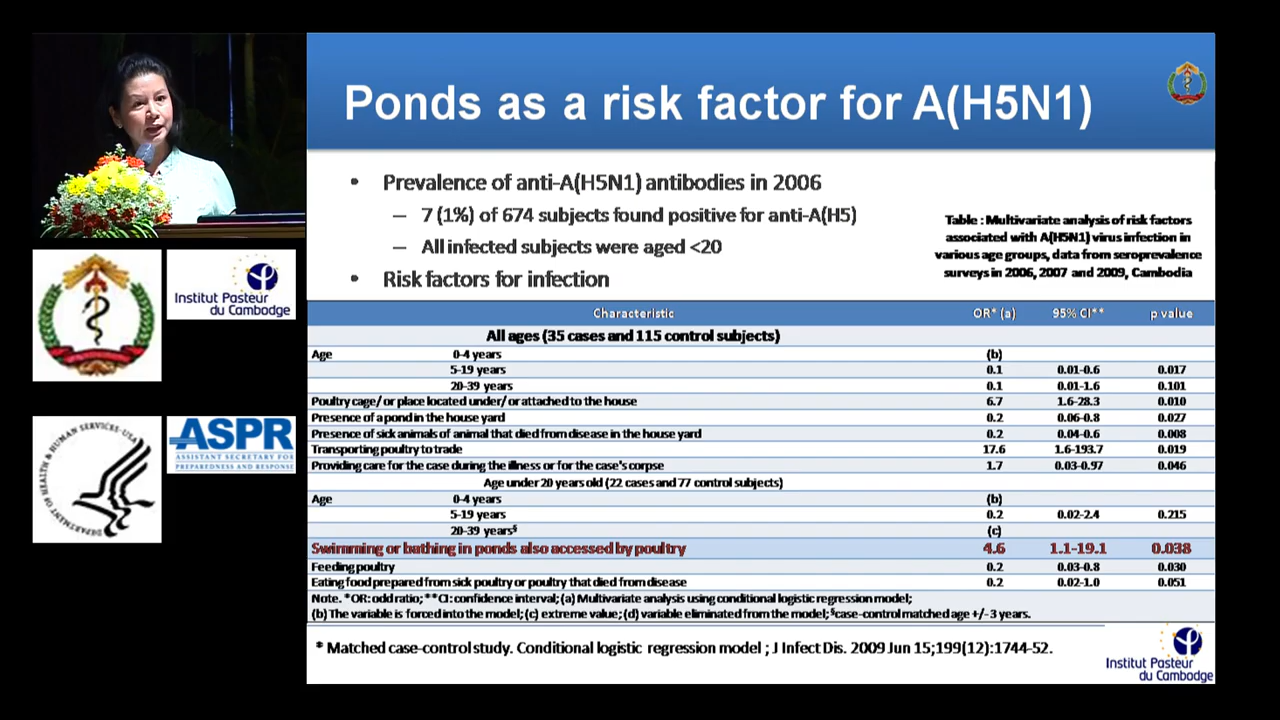 Ponds as a risk factor for A(H5N1)
• Prevalence of anti-A(H5N1) antibodies in 2006
– 7 (1%) of 674 subjects found positive for anti-A(H5)
– All infected subjects were aged <20
• Risk factors for infection
Table : Multivariate analysis of risk factors
associated with A(H5N1) virus infection in
various age groups, data from seroprevalence
surveys in 2006, 2007 and 2009, Cambodia
Characteristic OR* (a) 95% CI** p value
All ages (35 cases and 115 control subjects)
Age 0-4 years (b)
5-19 years 0.1 0.01-0.6 0.017
20-39 years 0.1 0.01-1.6 0.101
Poultry cage/ or place located under/ or attached to the house 6.7 1.6-28.3 0.010
Presence of a pond in the house yard 0.2 0.06-0.8 0.027
Presence of sick animals of animal that died from disease in the house yard 0.2 0.04-0.6 0.008
Transporting poultry to trade 17.6 1.6-193.7 0.019
Providing care for the case during the illness or for the case's corpse 1.7 0.03-0.97 0.046
Age under 20 years old (22 cases and 77 control subjects)
Age 0-4 years (b)
5-19 years 0.2 0.02-2.4 0.215
20-39 years§ (c)
Swimming or bathing in ponds also accessed by poultry 4.6 1.1-19.1 0.038
Feeding poultry 0.2 0.03-0.8 0.030
Eating food prepared from sick poultry or poultry that died from disease 0.2 0.02-1.0 0.051
Note. *OR: odd ratio; **CI: confidence interval; (a) Multivariate analysis using conditional logistic regression model;
(b) The variable is forced into the model; (c) extreme value; (d) variable eliminated from the model; §case-control matched age +/- 3 years.
* Matched case-control study. Conditional logistic regression model ; J Infect Dis. 2009 Jun 15;199(12):1744-52.
Institut Pasteur
du Cambodge
Institut Pasteur
du Cambodge
DEPARTMENT OF HEALTH & HUMAN SERVICES • USA
ASPR
ASSISTANT SECRETARY FOR
PREPAREDNESS AND RESPONSE